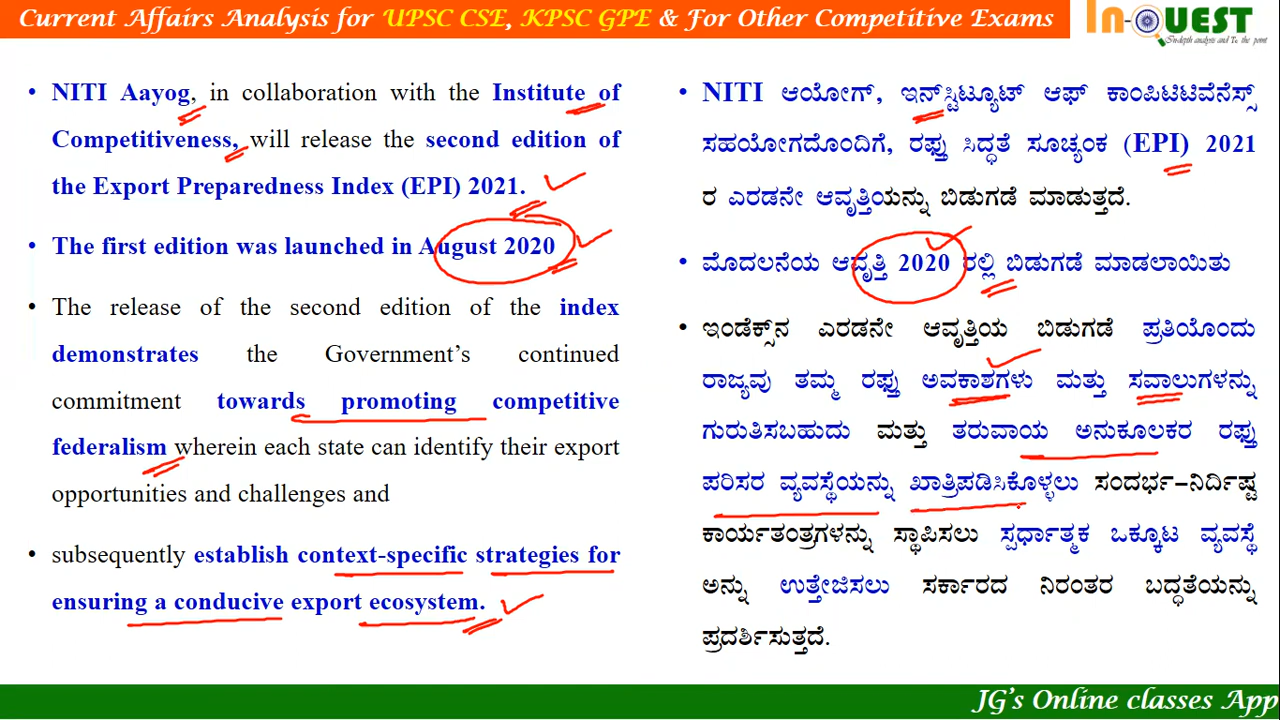 Current Affairs Analysis for UPSC CSE, KPSC GPE & For Other Competitive Exams
In-QUEST
In-depth analysis and To the point
• NITI Aayog, in collaboration with the Institute of
Competitiveness, will release the second edition of
the Export Preparedness Index (EPI) 2021.
• The first edition was launched in August 2020
• The release of the second edition of the index
demonstrates the Government's continued
commitment towards promoting competitive
federalism wherein each state can identify their export
opportunities and challenges and
• subsequently establish context-specific strategies for
ensuring a conducive export ecosystem.
• NITI ಆಯೋಗ್, ಇನ್‌ಸ್ಟಿಟ್ಯೂಟ್ ಆಫ್ ಕಾಂಪಿಟಿಟಿವೆನೆಸ್ಸ್
ಸಹಯೋಗದೊಂದಿಗೆ, ರಫ್ತು ಸಿದ್ಧತೆ ಸೂಚ್ಯಂಕ (EPI) 2021
ರ ಎರಡನೇ ಆವೃತ್ತಿಯನ್ನು ಬಿಡುಗಡೆ ಮಾಡುತ್ತದೆ.
• ಮೊದಲನೆಯ ಆವೃತ್ತಿ 2020 ರಲ್ಲಿ ಬಿಡುಗಡೆ ಮಾಡಲಾಯಿತು
• ಇಂಡೆಕ್ಸ್‌ನ ಎರಡನೇ ಆವೃತ್ತಿಯ ಬಿಡುಗಡೆ ಪ್ರತಿಯೊಂದು
ರಾಜ್ಯವು ತಮ್ಮ ರಫ್ತು ಅವಕಾಶಗಳು ಮತ್ತು ಸವಾಲುಗಳನ್ನು
ಗುರುತಿಸಬಹುದು ಮತ್ತು ತರುವಾಯ ಅನುಕೂಲಕರ ರಫ್ತು
ಪರಿಸರ ವ್ಯವಸ್ಥೆಯನ್ನು ಖಾತ್ರಿಪಡಿಸಿಕೊಳ್ಳಲು ಸಂದರ್ಭ-ನಿರ್ದಿಷ್ಟ
ಕಾರ್ಯತಂತ್ರಗಳನ್ನು ಸ್ಥಾಪಿಸಲು ಸ್ಪರ್ಧಾತ್ಮಕ ಒಕ್ಕೂಟ ವ್ಯವಸ್ಥೆ
ಅನ್ನು ಉತ್ತೇಜಿಸಲು ಸರ್ಕಾರದ ನಿರಂತರ ಬದ್ಧತೆಯನ್ನು
ಪ್ರದರ್ಶಿಸುತ್ತದೆ.
JG's Online classes App